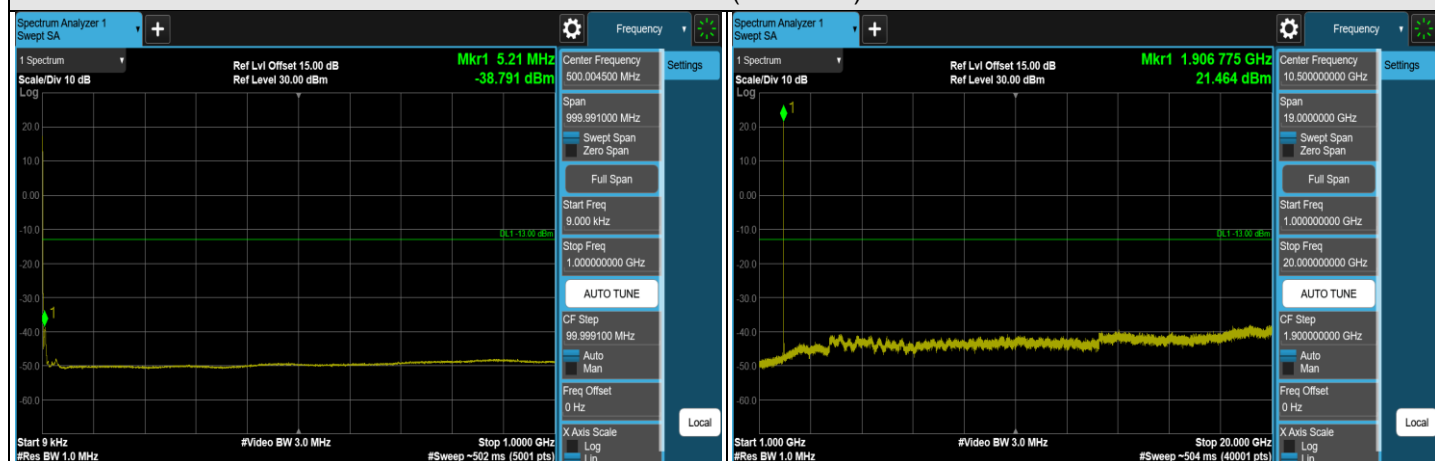 Spectrum Analyzer 1
Swept SA
+
Frequency
1 Spectrum
Scale/Div 10 dB
Ref Lvl Offset 15.00 dB
Ref Level 30.00 dBm
Mkr1 5.21 MHz
-38.791 dBm
Log
20.0
10.0
0.00
-10.0
-20.0
-30.0
-40.0
-50.0
-60.0
1
DL1 -13.00 dBm
Start 9 kHz
#Res BW 1.0 MHz
#Video BW 3.0 MHz
Stop 1.0000 GHz
#Sweep ~502 ms (5001 pts)
Center Frequency
500.004500 MHz
Span
999.991000 MHz
Swept Span
Zero Span
Full Span
Start Freq
9.000 kHz
Stop Freq
1.000000000 GHz
AUTO TUNE
CF Step
99.999100 MHz
Auto
Man
Freq Offset
0 Hz
X Axis Scale
Log
Lin
Settings
Local
Spectrum Analyzer 1
Swept SA
+
Frequency
1 Spectrum
Scale/Div 10 dB
Ref Lvl Offset 15.00 dB
Ref Level 30.00 dBm
Mkr1 1.906 775 GHz
21.464 dBm
Log
1
20.0
10.0
0.00
-10.0
-20.0
-30.0
-40.0
-50.0
-60.0
DL1 -13.00 dBm
Start 1.000 GHz
#Res BW 1.0 MHz
#Video BW 3.0 MHz
Stop 20.000 GHz
#Sweep ~504 ms (40001 pts)
Center Frequency
10.500000000 GHz
Span
19.0000000 GHz
Swept Span
Zero Span
Full Span
Start Freq
1.000000000 GHz
Stop Freq
20.000000000 GHz
AUTO TUNE
CF Step
1.900000000 GHz
Auto
Man
Freq Offset
0 Hz
X Axis Scale
Log
Lin
Settings
Local